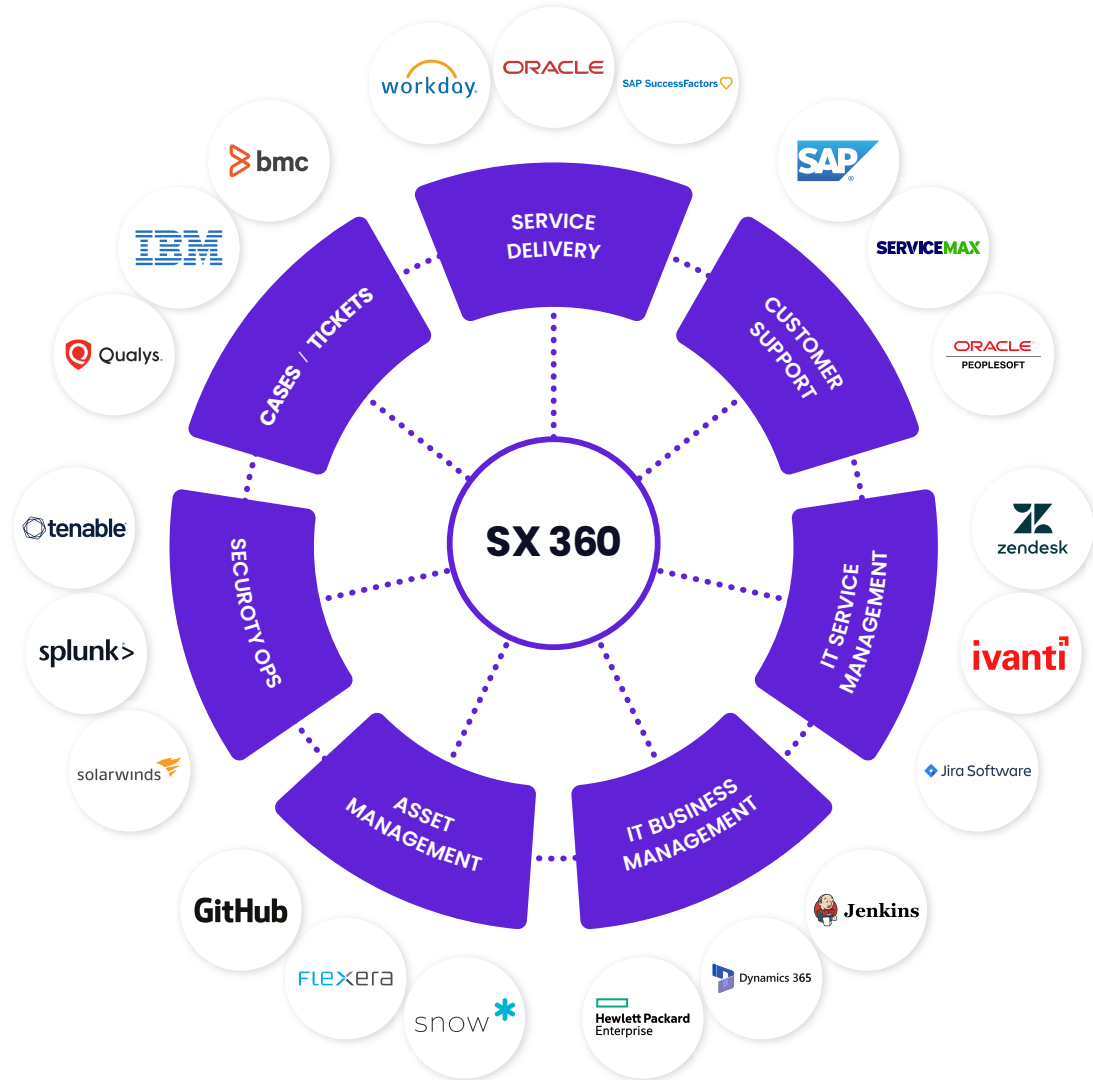 workday.
ORACLE
SAP SuccessFactors
bmc
SAP
®
IBM
SERVICEMAX
Qualys.
ORACLE
PEOPLESOFT
SERVICE
DELIVERY
CASES / TICKETS
CUSTOMER
SUPPORT
SX 360
tenable
zendesk
SECUROTY OPS
IT SERVICE
MANAGEMENT
splunk>
ivanti
solarwinds
Jira Software
ASSET
MANAGEMENT
IT BUSINESS
MANAGEMENT
GitHub
Jenkins
FLEXERA
Dynamics 365
snow
Hewlett Packard
Enterprise